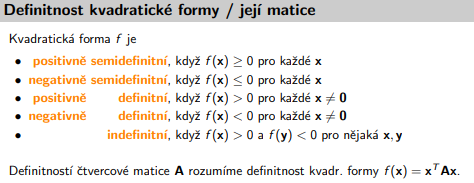 Definitnost kvadratické formy / její matice
Kvadratická forma f je
• positivně semidefinitní, když f(x) ≥ 0 pro každé x
• negativně semidefinitní, když f(x) ≤ 0 pro každé x
• positivně definitní, když f(x) > 0 pro každé x ≠ 0
• negativně definitní, když f(x) < 0 pro každé x ≠ 0
• indefinitní, když f(x) > 0 a f(y) < 0 pro nějaká x, y
Definitností čtvercové matice A rozumíme definitnost kvadr. formy f(x) = xᵀAx.